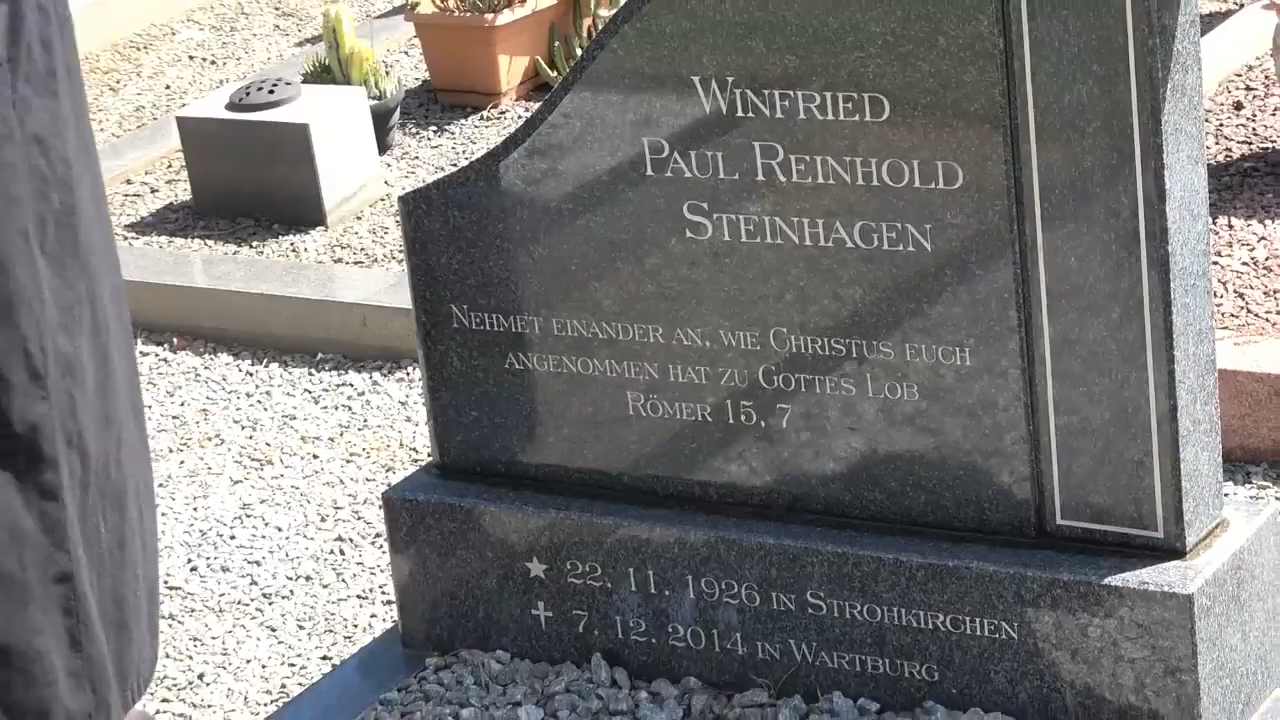 WINFRIED
PAUL REINHOLD
STEINHAGEN
NEHMET EINANDER AN, WIE CHRISTUS EUCH
ANGENOMMEN HAT ZU GOTTES LOB
RÖMER 15, 7
★ 22. 11. 1926 IN STROHKIRCHEN
✝ 7. 12. 2014 IN WARTBURG